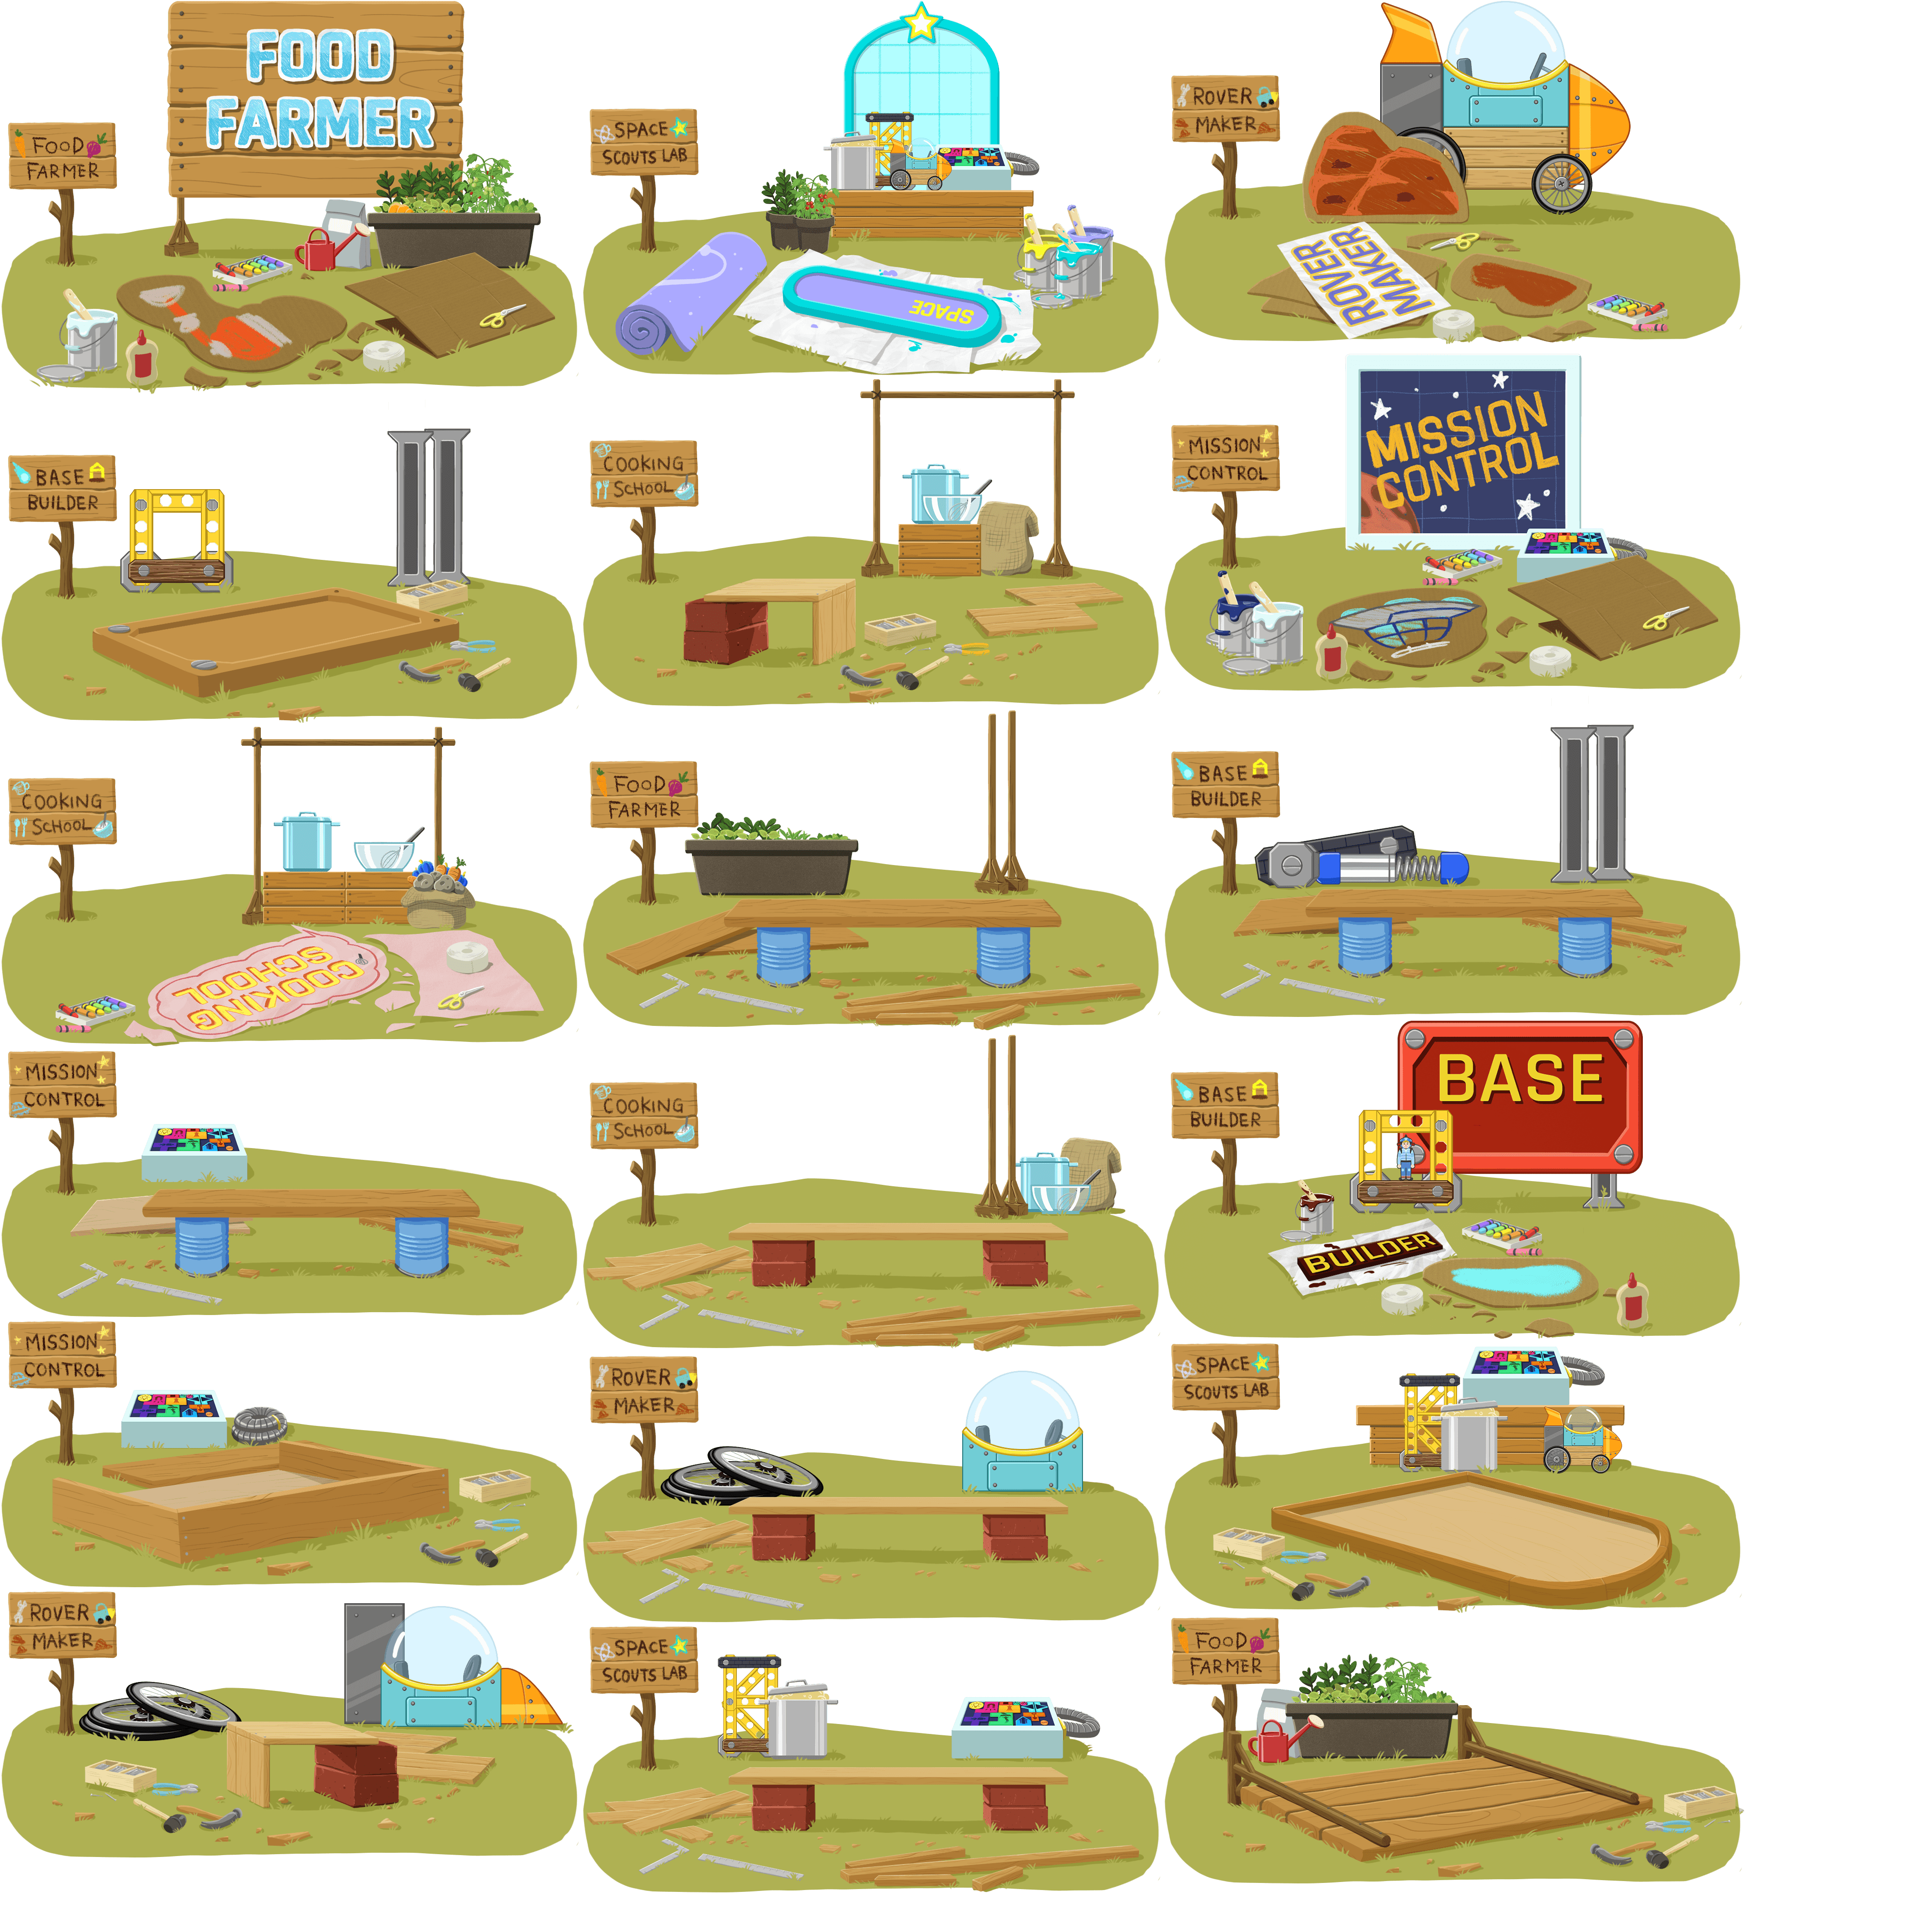 FOOD
FARMER
FOOD
FARMER
SPACE
SCOUTS LAB
SPACE
ROVER
MAKER
ROVER
MAKER
BASE
BUILDER
COOKING
SCHOOL
MISSION
CONTROL
MISSION
CONTROL
COOKING
SCHOOL
COOKING
SCHOOL
FOOD
FARMER
BASE
BUILDER
MISSION
CONTROL
COOKING
SCHOOL
BASE
BUILDER
BASE
BUILDER
MISSION
CONTROL
ROVER
MAKER
SPACE
SCOUTS LAB
ROVER
MAKER
SPACE
SCOUTS LAB
FOOD
FARMER